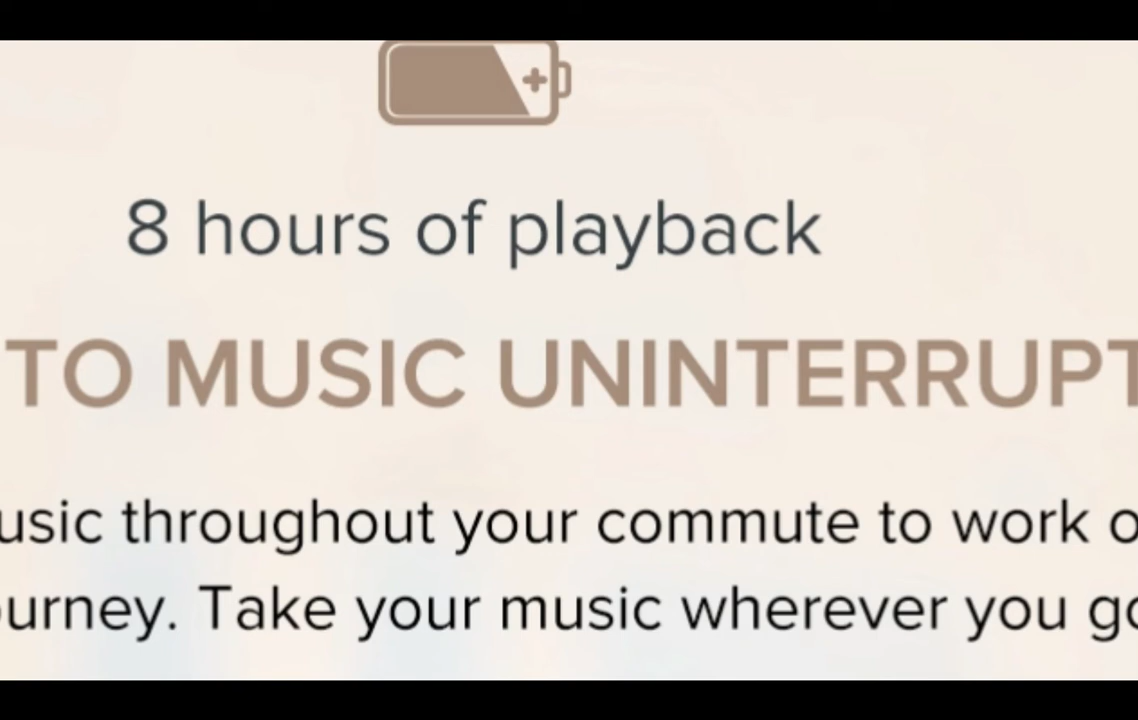 8 hours of playback
TO MUSIC UNINTERRUPT
usic throughout your commute to work o
ourney. Take your music wherever you go